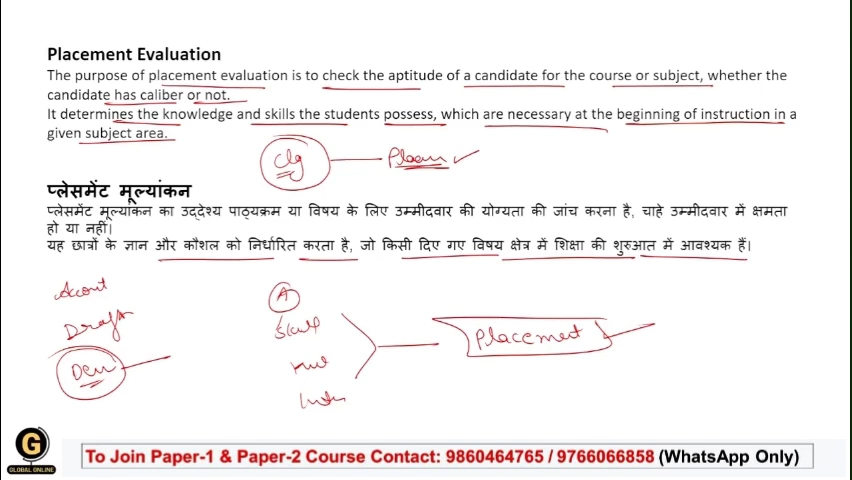 Placement Evaluation
The purpose of placement evaluation is to check the aptitude of a candidate for the course or subject, whether the
candidate has caliber or not.
It determines the knowledge and skills the students possess, which are necessary at the beginning of instruction in a
given subject area.
Clg
प्लेसमेंट मूल्यांकन
प्लेसमेंट मूल्यांकन का उद्देश्य पाठ्यक्रम या विषय के लिए उम्मीदवार की योग्यता की जांच करना है, चाहे उम्मीदवार में क्षमता
हो या नहीं।
यह छात्रों के ज्ञान और कौशल को निर्धारित करता है, जो किसी दिए गए विषय क्षेत्र में शिक्षा की शुरुआत में आवश्यक हैं।
A
Placement
G
GLOBAL ONLINE
To Join Paper-1 & Paper-2 Course Contact: 9860464765 / 9766066858 (WhatsApp Only)